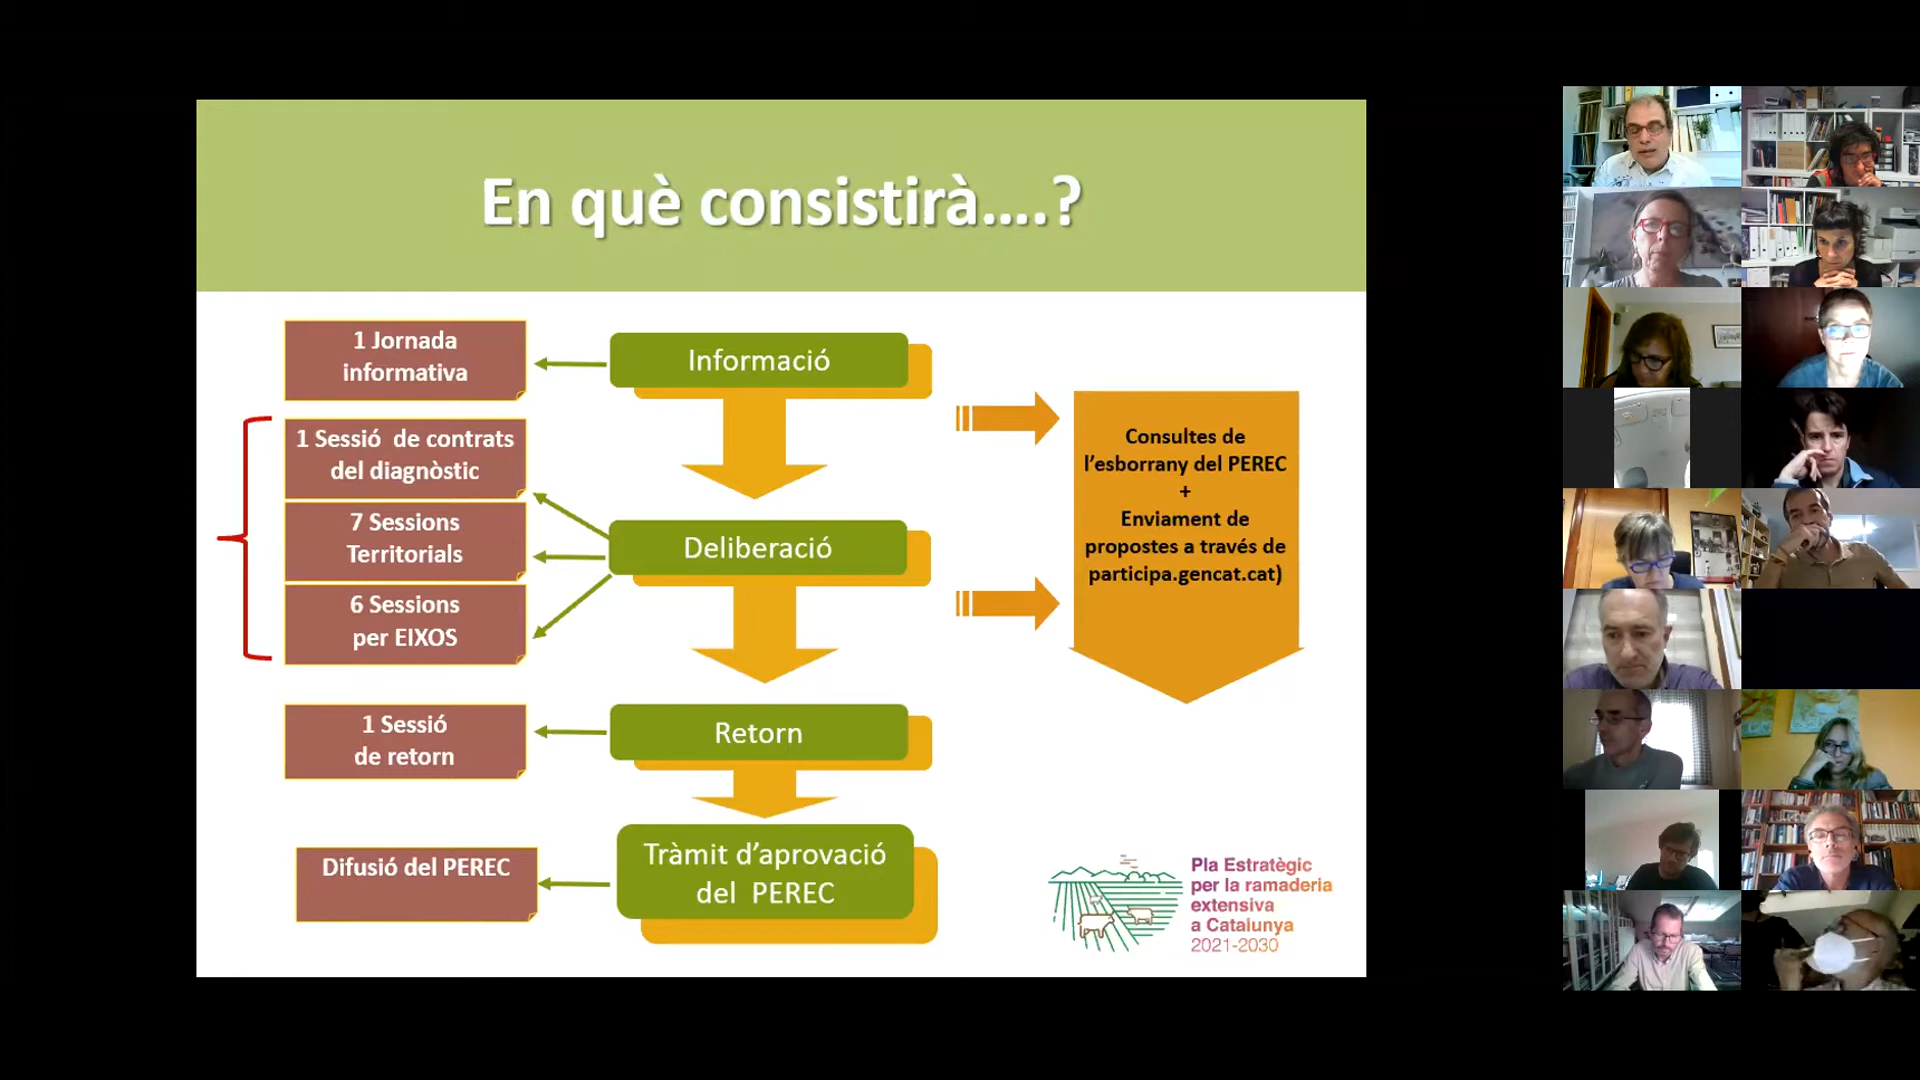 En què consistirà....?
1 Jornada
informativa
Informació
1 Sessió de contrats
del diagnòstic
7 Sessions
Territorials
6 Sessions
per EIXOS
Deliberació
Consultes de
l'esborrany del PEREC
+
Enviament de
propostes a través de
participa.gencat.cat)
1 Sessió
de retorn
Retorn
Difusió del PEREC
Tràmit d'aprovació
del PEREC
Pla Estratègic
per la ramaderia
extensiva
a Catalunya
2021-2030